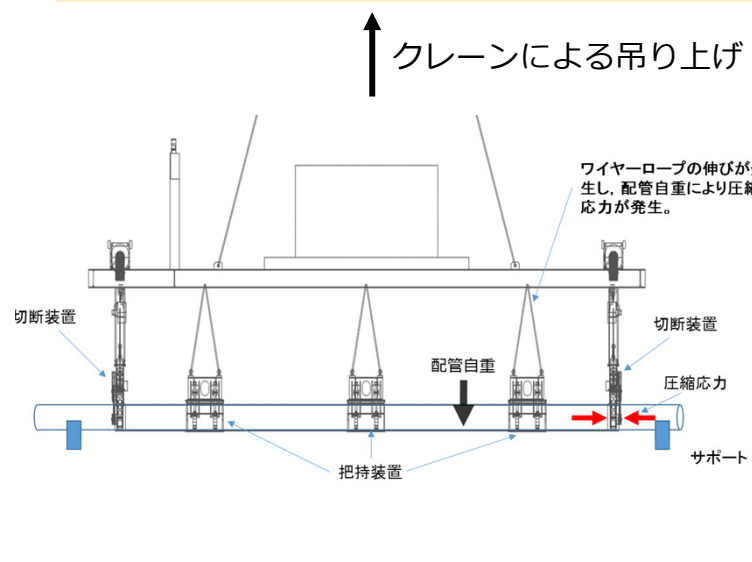 クレーンによる吊り上げ
ワイヤーロープの伸びが
生し，配管自重により圧縮
応力が発生。
切断装置
切断装置
配管自重
圧縮応力
サポート
把持装置